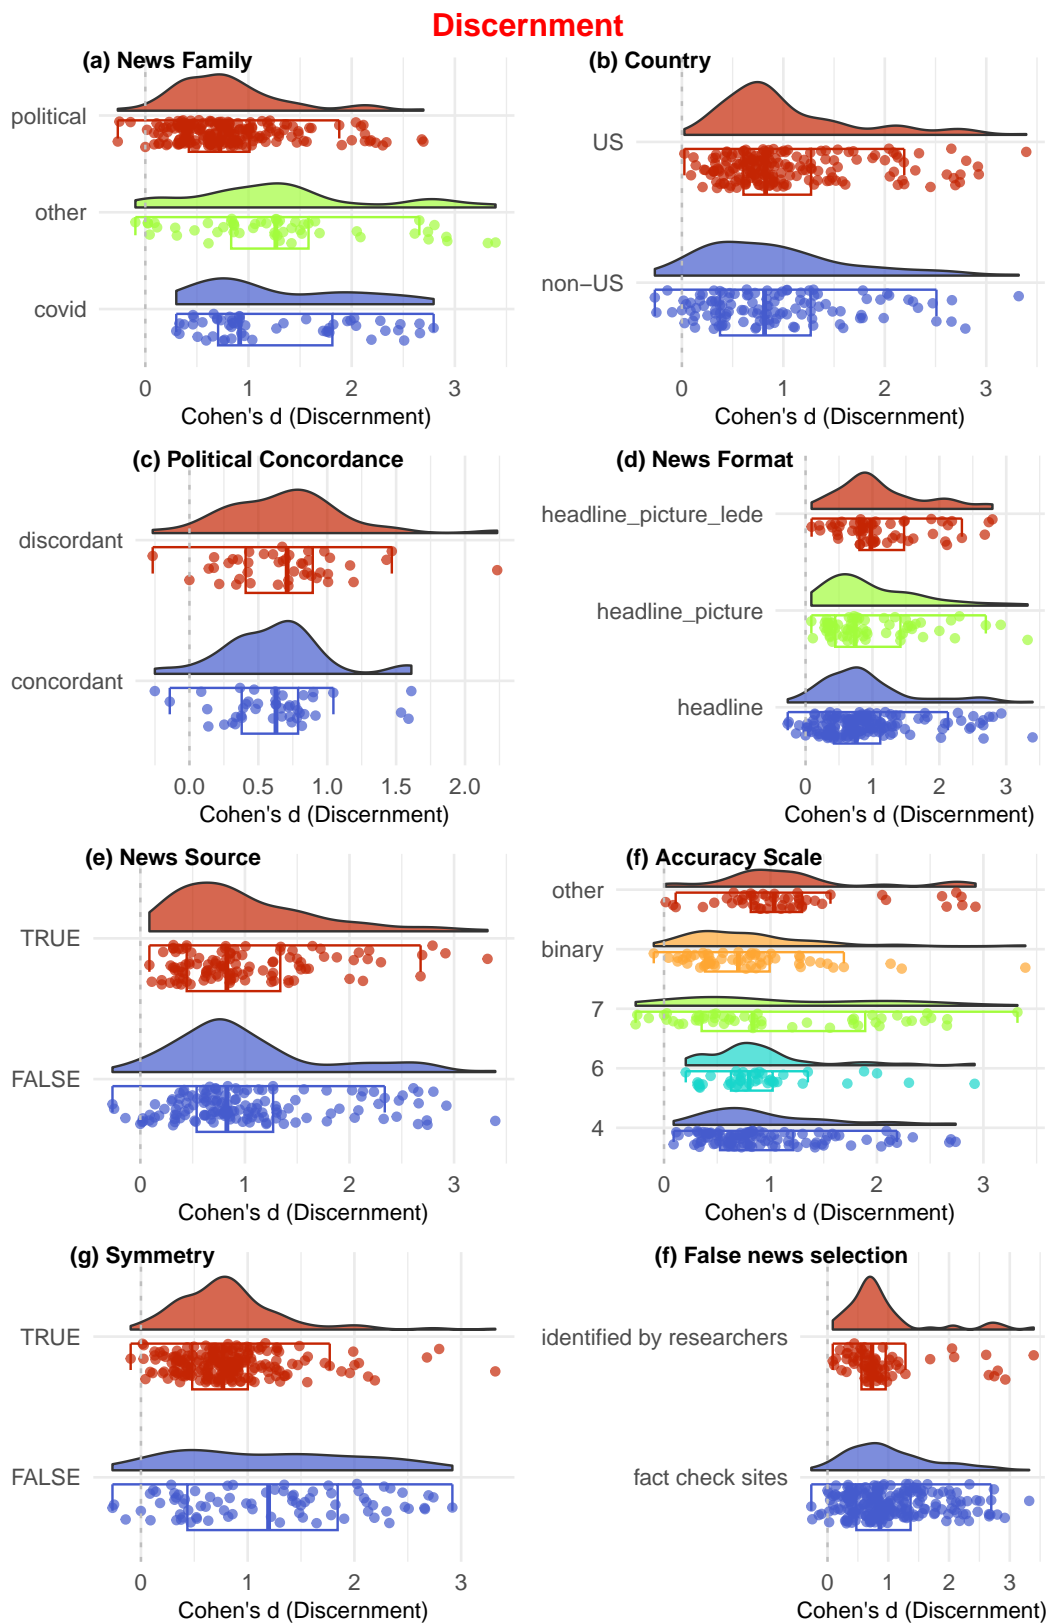 Discernment
(a) News Family
political
other
covid
0 1 2 3
Cohen's d (Discernment)
(b) Country
US
non−US
0 1 2 3
Cohen's d (Discernment)
(c) Political Concordance
discordant
concordant
0.0 0.5 1.0 1.5 2.0
Cohen's d (Discernment)
(d) News Format
headline_picture_lede
headline_picture
headline
0 1 2 3
Cohen's d (Discernment)
(e) News Source
TRUE
FALSE
0 1 2 3
Cohen's d (Discernment)
(f) Accuracy Scale
other
binary
7
6
4
0 1 2 3
Cohen's d (Discernment)
(g) Symmetry
TRUE
FALSE
0 1 2 3
Cohen's d (Discernment)
(f) False news selection
identified by researchers
fact check sites
0 1 2 3
Cohen's d (Discernment)